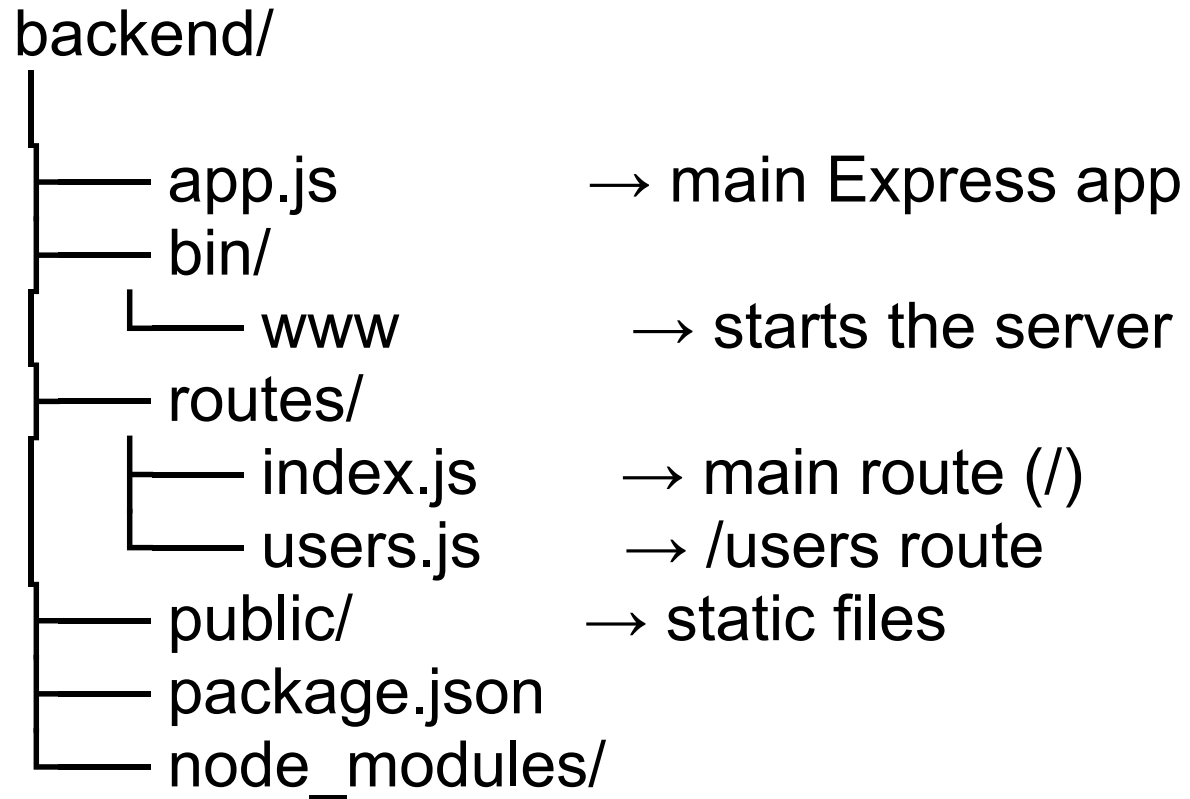 backend/
app.js → main Express app
bin/
www → starts the server
routes/
index.js → main route (/)
users.js → /users route
public/ → static files
package.json
node_modules/